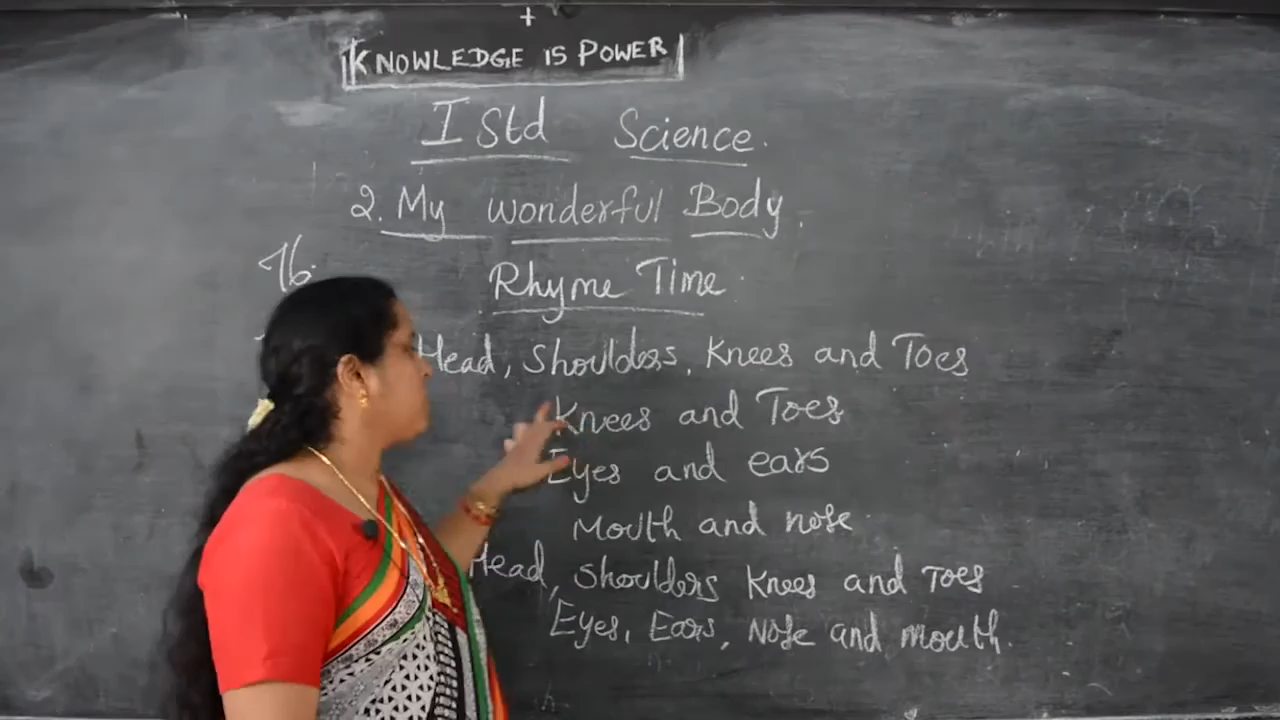 KNOWLEDGE IS POWER
I Std Science.
2. My wonderful Body.
Rhyme Time.
Head, Shoulders, Knees and Toes
Knees and Toes
Eyes and ears
Mouth and nose.
Head, Shoulders Knees and Toes
Eyes, Ears, Nose and mouth.